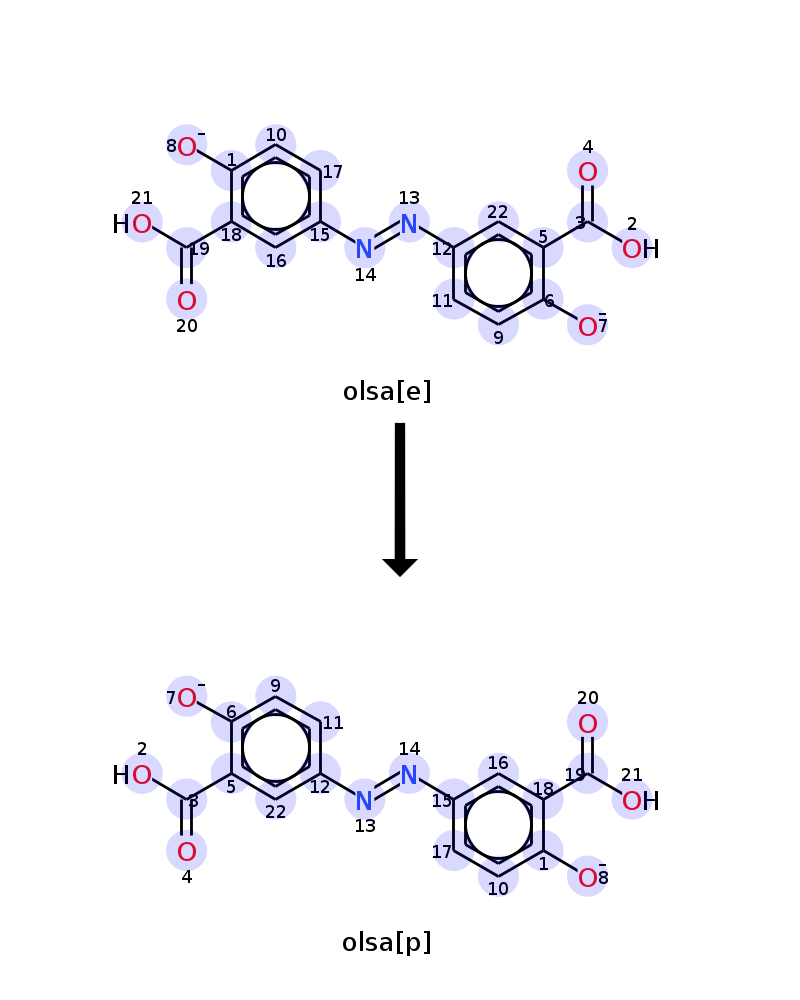 8 O - 1 10 17
4 O
21 HO 19 18 16 15 N 14 N 13
12 22 5 3 2 OH
20 O
11 9 6 O - 7
olsa[e]
7 O - 6 9 11
20 O
2 HO 3 5 22 12 N 13 N 14
15 16 18 19 21 OH
4 O
17 10 1 O - 8
olsa[p]